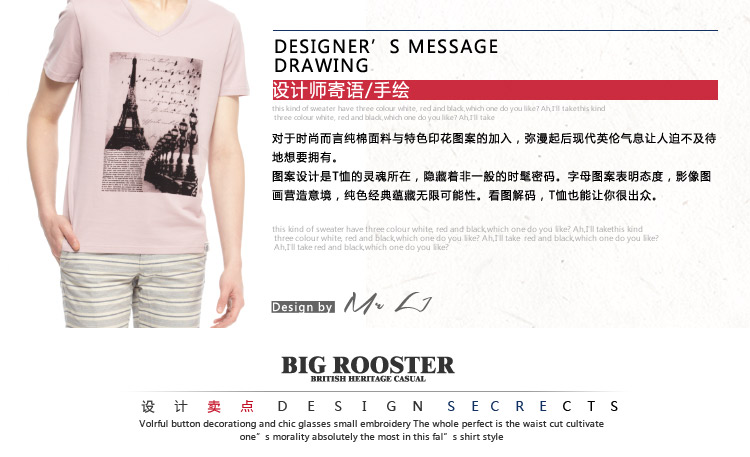 DESIGNER’S MESSAGE
DRAWING
设计师寄语/手绘
this kind of sweater have three colour white, red and black,which one do you like? Ah,I'll takethis kind
three colour white, red and black,which one do you like? Ah,I'll take
对于时尚而言纯棉面料与特色印花图案的加入，弥漫起后现代英伦气息让人迫不及待
地想要拥有。
图案设计是T恤的灵魂所在，隐藏着非一般的时髦密码。字母图案表明态度，影像图
画营造意境，纯色经典蕴藏无限可能性。看图解码，T恤也能让你很出众。
this kind of sweater have three colour white, red and black,which one do you like? Ah,I'll takethis kind
three colour white, red and black,which one do you like? Ah,I'll take red and black,which one do you like?
Ah,I'll take red and black,which one do you like?
Design by Mr LJ
BIG ROOSTER
BRITISH HERITAGE CASUAL
设计卖点 DESIGN SECRECTS
Volrful button decorationg and chic glasses small embroidery The whole perfect is the waist cut cultivate
one”s morality absolutely the most in this fal”s shirt style